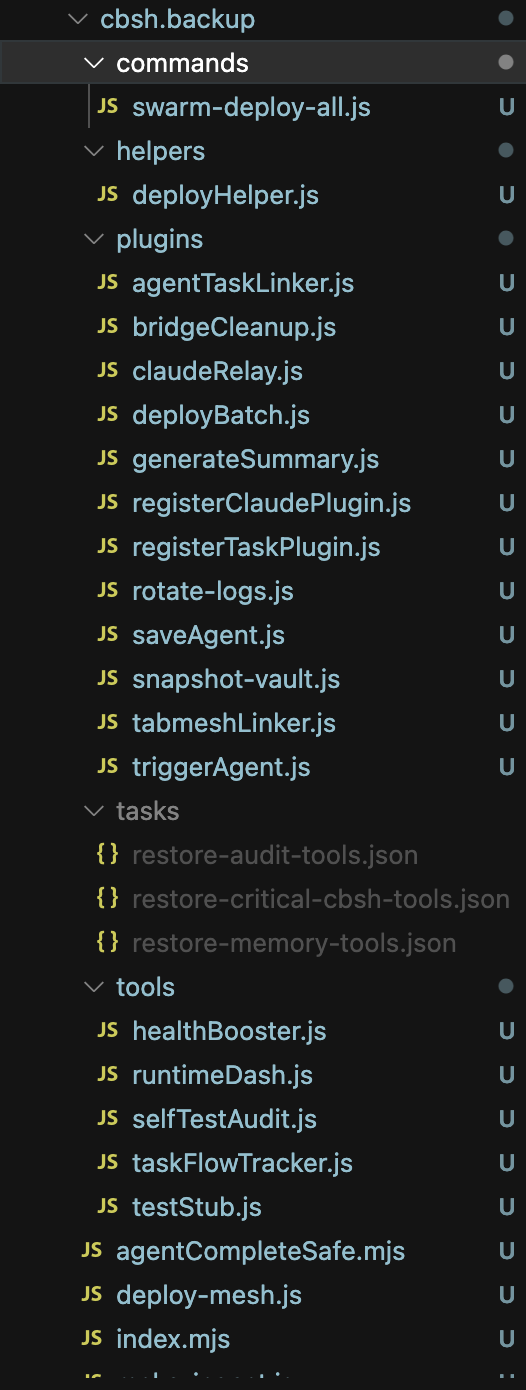 cbsh.backup
commands
JS swarm-deploy-all.js U
helpers
JS deployHelper.js U
plugins
JS agentTaskLinker.js U
JS bridgeCleanup.js U
JS claudeRelay.js U
JS deployBatch.js U
JS generateSummary.js U
JS registerClaudePlugin.js U
JS registerTaskPlugin.js U
JS rotate-logs.js U
JS saveAgent.js U
JS snapshot-vault.js U
JS tabmeshLinker.js U
JS triggerAgent.js U
tasks
{} restore-audit-tools.json
{} restore-critical-cbsh-tools.json
{} restore-memory-tools.json
tools
JS healthBooster.js U
JS runtimeDash.js U
JS selfTestAudit.js U
JS taskFlowTracker.js U
JS testStub.js U
JS agentCompleteSafe.mjs U
JS deploy-mesh.js U
JS index.mjs U